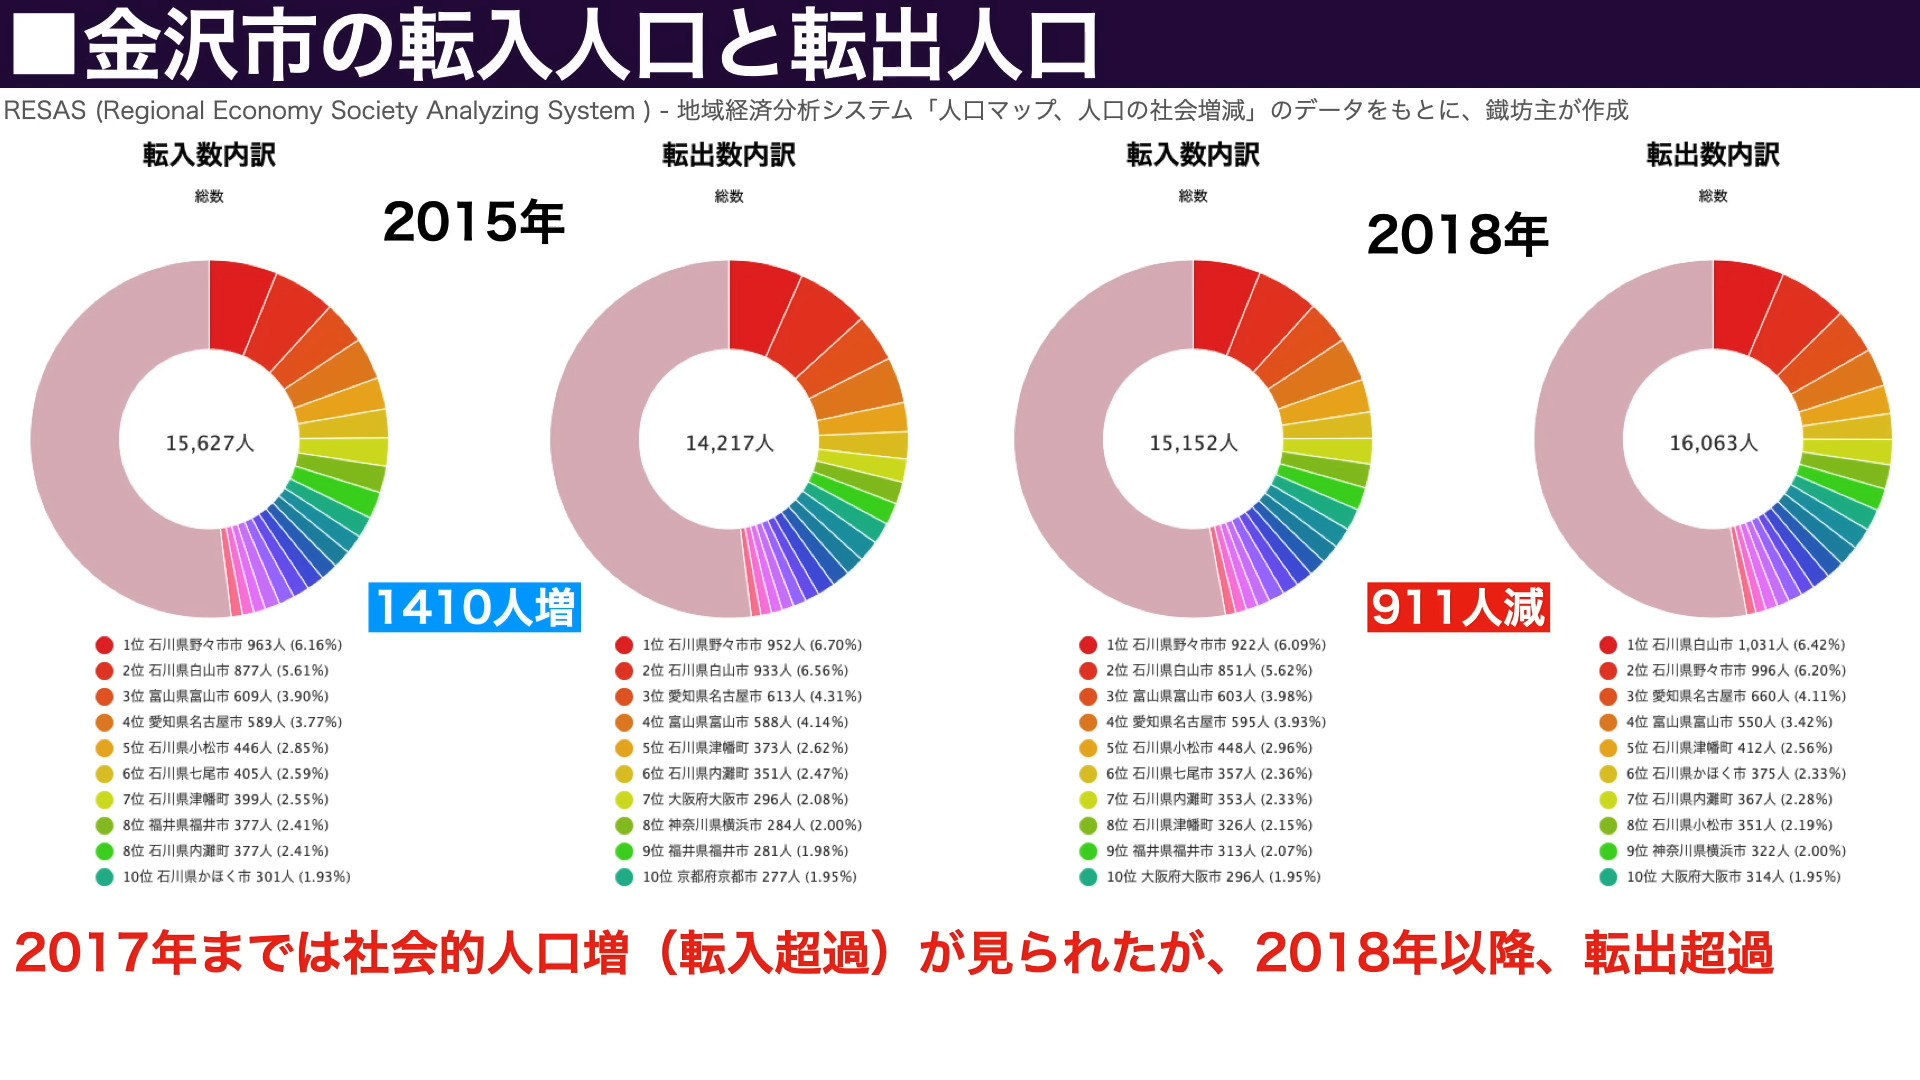 ■金沢市の転入人口と転出人口
RESAS (Regional Economy Society Analyzing System ) - 地域経済分析システム「人口マップ、人口の社会増減」のデータをもとに、鐵坊主が作成
転入数内訳
総数
2015年
15,627人
1位 石川県野々市市 963人 (6.16%)
2位 石川県白山市 877人 (5.61%)
3位 富山県富山市 609人 (3.90%)
4位 愛知県名古屋市 589人 (3.77%)
5位 石川県小松市 446人 (2.85%)
6位 石川県七尾市 405人 (2.59%)
7位 石川県津幡町 399人 (2.55%)
8位 福井県福井市 377人 (2.41%)
8位 石川県内灘町 377人 (2.41%)
10位 石川県かほく市 301人 (1.93%)
転出数内訳
総数
14,217人
1410人増
1位 石川県野々市市 952人 (6.70%)
2位 石川県白山市 933人 (6.56%)
3位 愛知県名古屋市 613人 (4.31%)
4位 富山県富山市 588人 (4.14%)
5位 石川県津幡町 373人 (2.62%)
6位 石川県内灘町 351人 (2.47%)
7位 大阪府大阪市 296人 (2.08%)
8位 神奈川県横浜市 284人 (2.00%)
9位 福井県福井市 281人 (1.98%)
10位 京都府京都市 277人 (1.95%)
転入数内訳
総数
2018年
15,152人
1位 石川県野々市市 922人 (6.09%)
2位 石川県白山市 851人 (5.62%)
3位 富山県富山市 603人 (3.98%)
4位 愛知県名古屋市 595人 (3.93%)
5位 石川県小松市 448人 (2.96%)
6位 石川県七尾市 357人 (2.36%)
7位 石川県内灘町 353人 (2.33%)
8位 石川県津幡町 326人 (2.15%)
9位 福井県福井市 313人 (2.07%)
10位 大阪府大阪市 296人 (1.95%)
転出数内訳
総数
16,063人
911人減
1位 石川県白山市 1,031人 (6.42%)
2位 石川県野々市市 996人 (6.20%)
3位 愛知県名古屋市 660人 (4.11%)
4位 富山県富山市 550人 (3.42%)
5位 石川県津幡町 412人 (2.56%)
6位 石川県かほく市 375人 (2.33%)
7位 石川県内灘町 367人 (2.28%)
8位 石川県小松市 351人 (2.19%)
9位 神奈川県横浜市 322人 (2.00%)
10位 大阪府大阪市 314人 (1.95%)
2017年までは社会的人口増（転入超過）が見られたが、2018年以降、転出超過